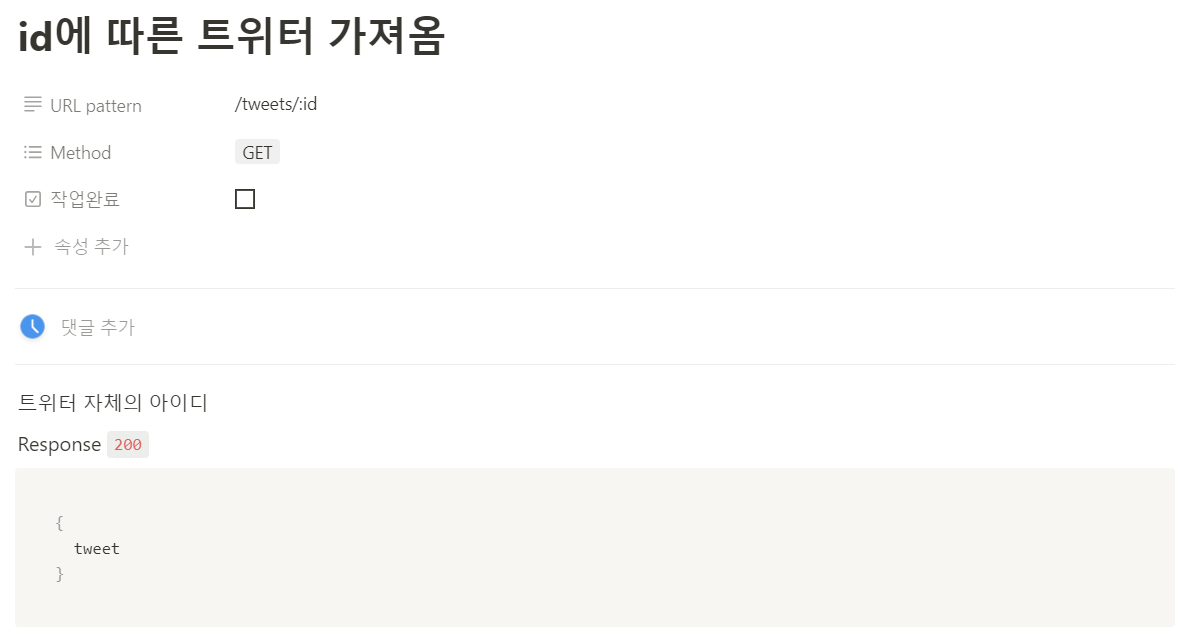 id에 따른 트위터 가져옴
URL pattern /tweets/:id
Method GET
작업완료
속성 추가
댓글 추가
트위터 자체의 아이디
Response 200
{
tweet
}